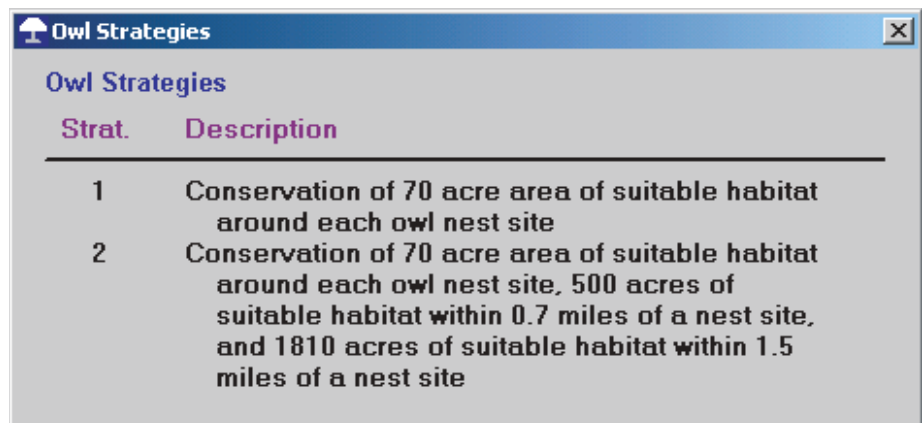 Owl Strategies
Owl Strategies
Strat. Description
1 Conservation of 70 acre area of suitable habitat
around each owl nest site
2 Conservation of 70 acre area of suitable habitat
around each owl nest site, 500 acres of
suitable habitat within 0.7 miles of a nest site,
and 1810 acres of suitable habitat within 1.5
miles of a nest site